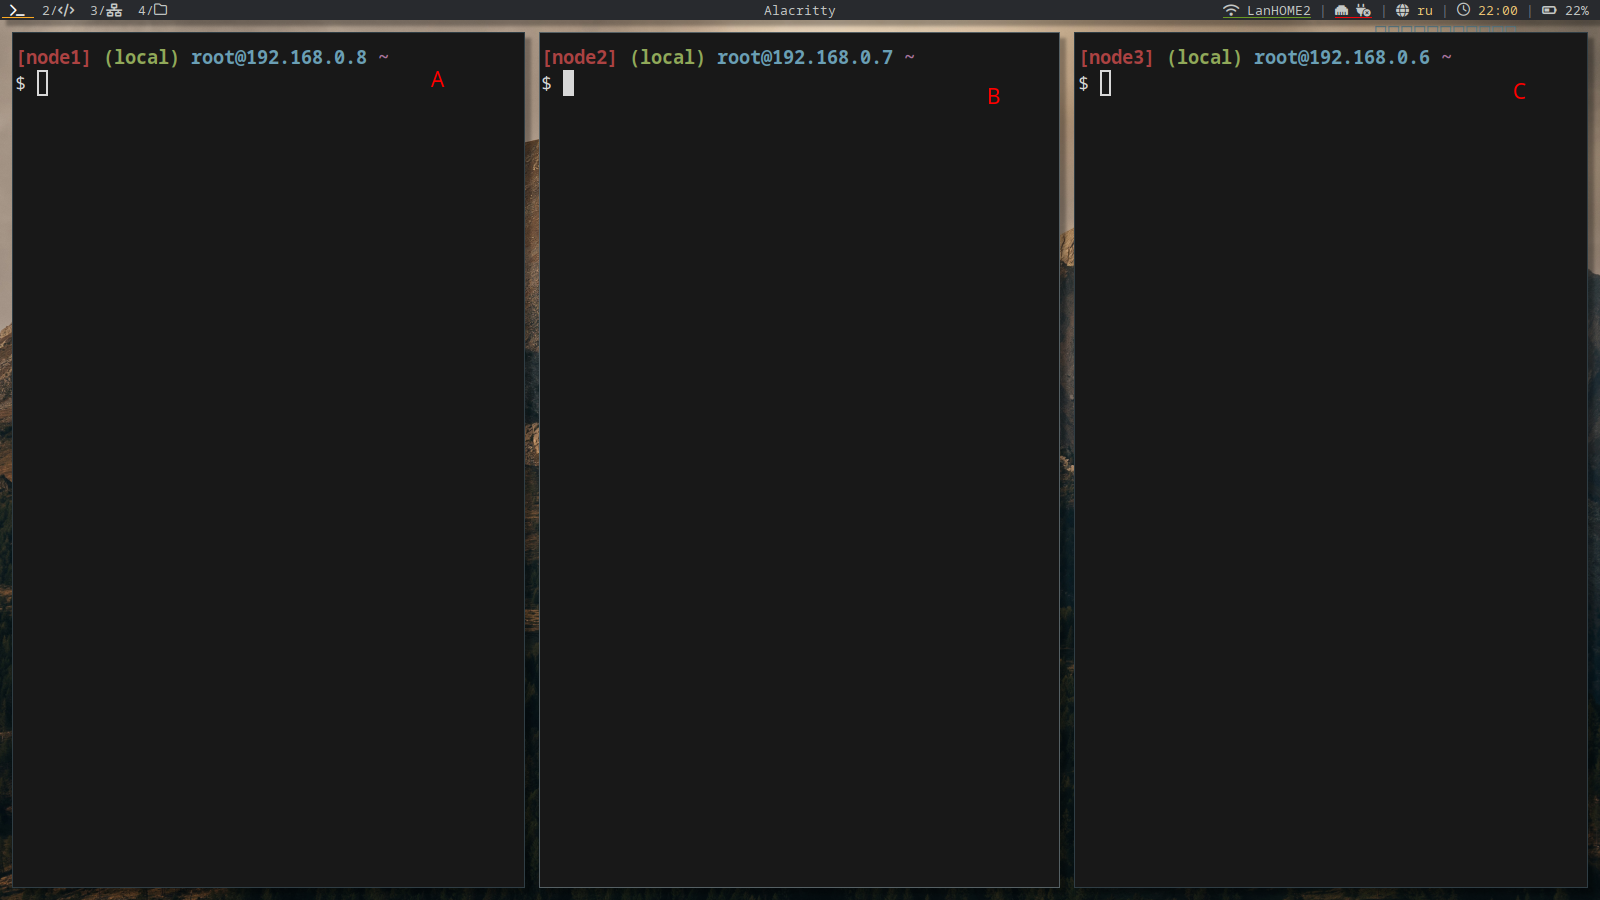 2/ 3/ 4/ Alacritty LanHOME2 | | ru | 22:00 | 22%
[node1] (local) root@192.168.0.8 ~
$
A
[node2] (local) root@192.168.0.7 ~
$
B
[node3] (local) root@192.168.0.6 ~
$
C